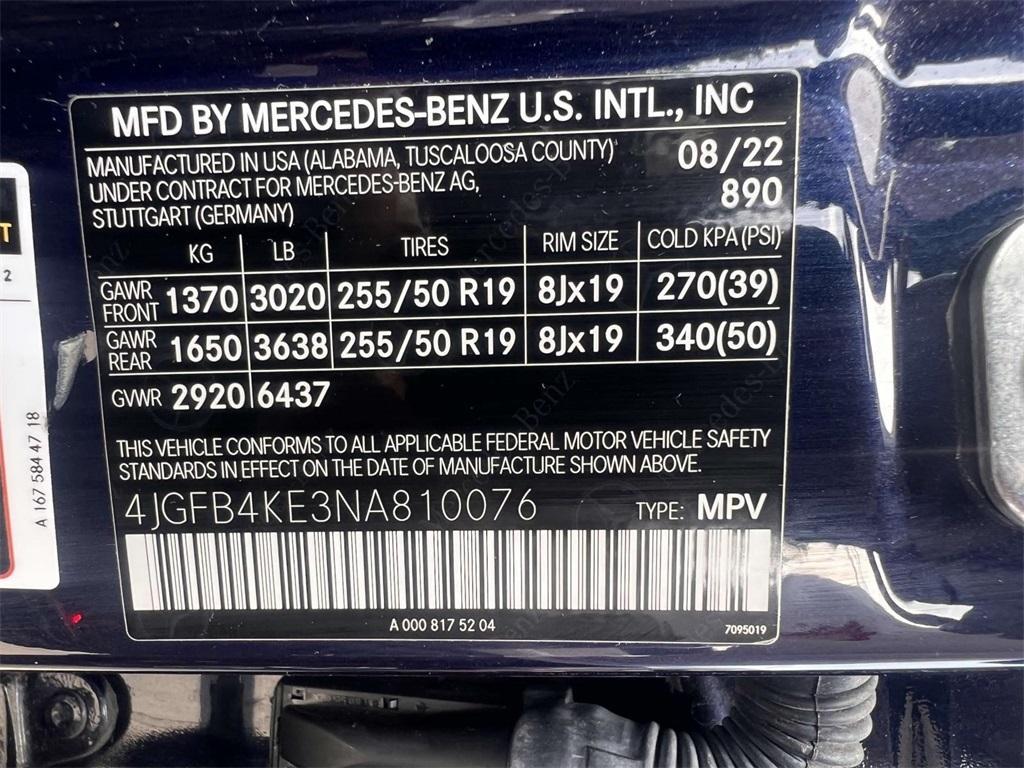 MFD BY MERCEDES-BENZ U.S. INTL., INC
MANUFACTURED IN USA (ALABAMA, TUSCALOOSA COUNTY) 08/22
UNDER CONTRACT FOR MERCEDES-BENZ AG, 890
STUTTGART (GERMANY)
KG LB TIRES RIM SIZE COLD KPA (PSI)
GAWR FRONT 1370 3020 255/50 R19 8Jx19 270(39)
GAWR REAR 1650 3638 255/50 R19 8Jx19 340(50)
GVWR 2920 6437
THIS VEHICLE CONFORMS TO ALL APPLICABLE FEDERAL MOTOR VEHICLE SAFETY
STANDARDS IN EFFECT ON THE DATE OF MANUFACTURE SHOWN ABOVE.
4JGFB4KE3NA810076 TYPE: MPV
A 000 817 52 04 7095019
T
2
A 167 584 47 18